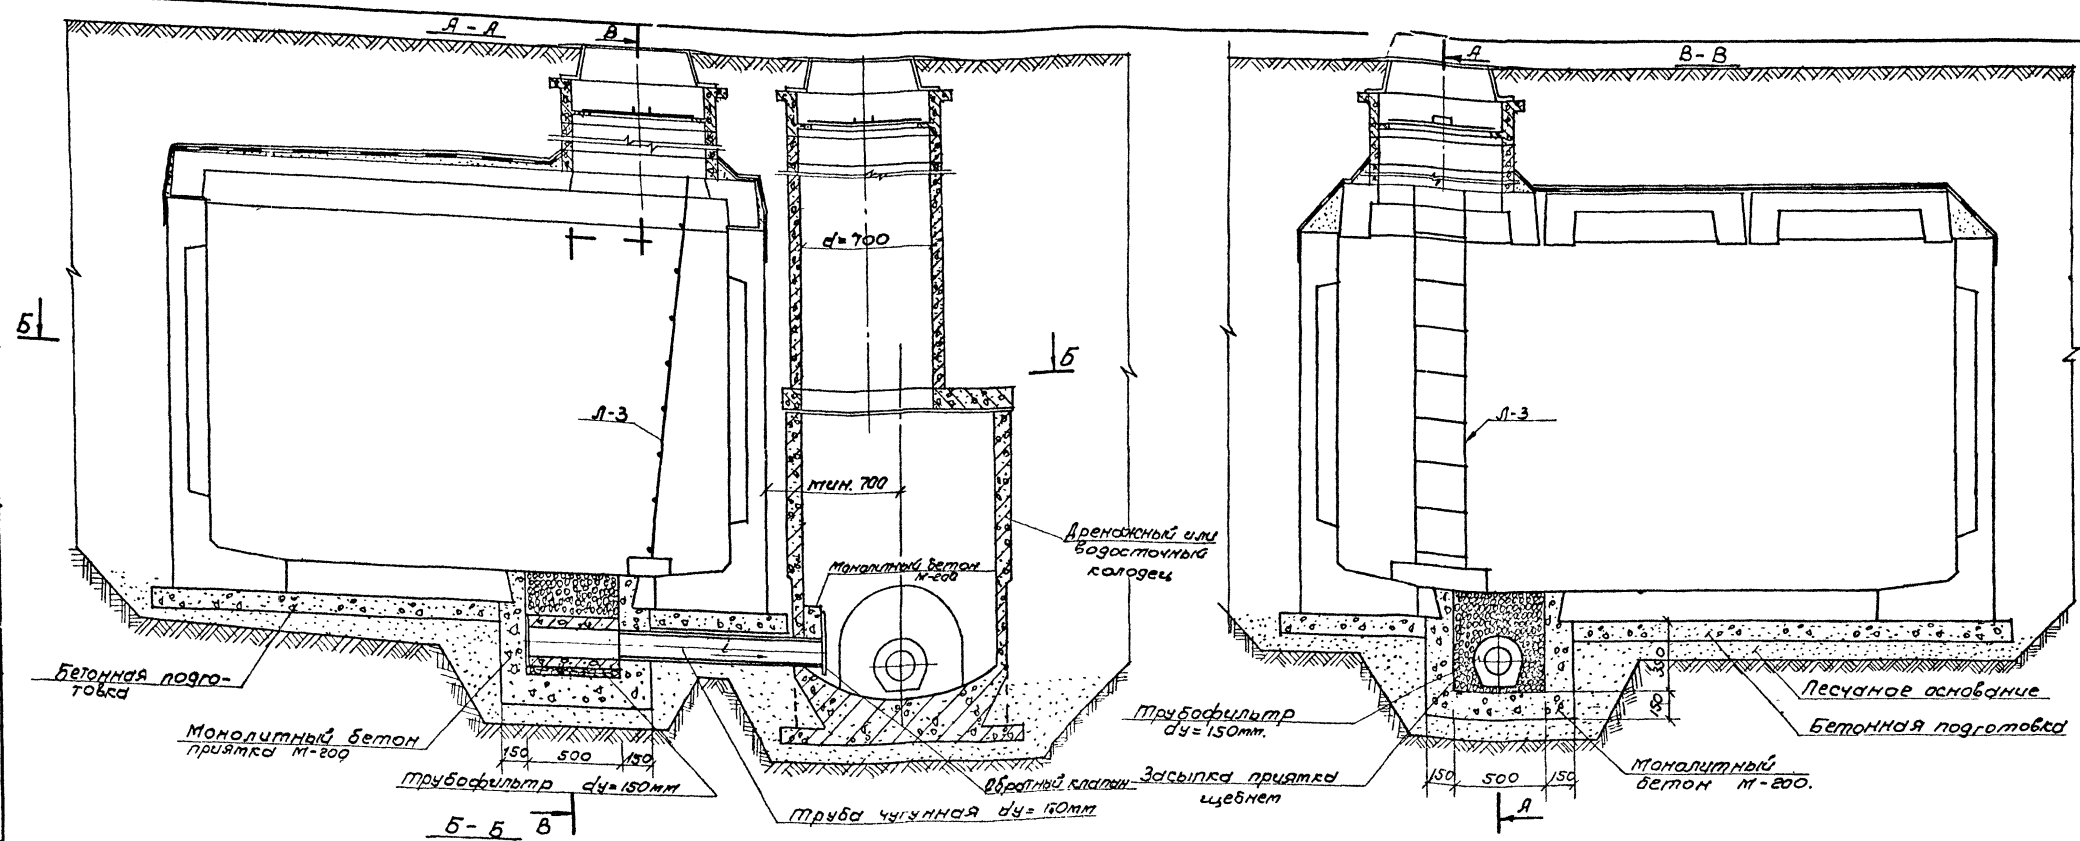 А - А
В
А
В - В
d=700
Б
Б
Л-3
Л-3
мин. 700
Дренажный или
водосточный
колодец
Монолитный бетон
М-200
Бетонная подго-
товка
Монолитный бетон
приямка М-200
150
500
150
Трубофильтр dу=150мм
Обратный клапан
Труба чугунная dу=150мм
Б - Б
В
Трубофильтр
dу=150мм.
Засыпка приямка
щебнем
350
150
Песчаное основание
Бетонная подготовка
150
500
150
Монолитный
бетон М-200.
А